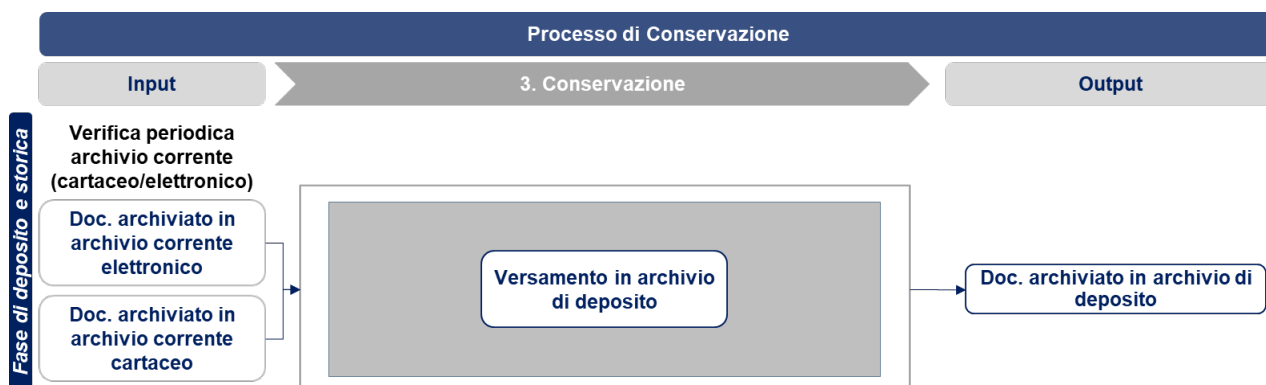 Processo di Conservazione
Input
3. Conservazione
Output
Fase di deposito e storica
Verifica periodica
archivio corrente
(cartaceo/elettronico)
Doc. archiviato in
archivio corrente
elettronico
Doc. archiviato in
archivio corrente
cartaceo
Versamento in archivio
di deposito
Doc. archiviato in archivio di
deposito